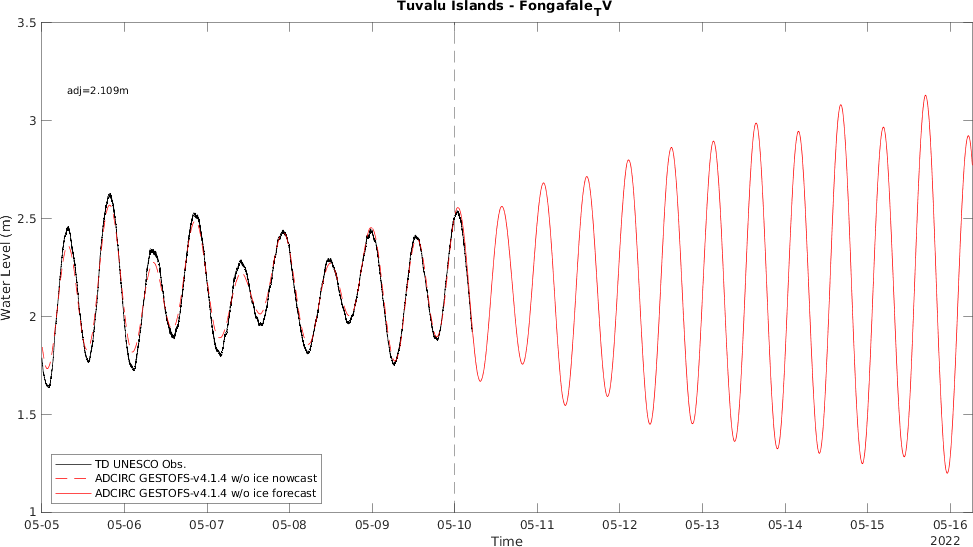 Tuvalu Islands - Fongafale_TV
3.5
adj=2.109m
3
2.5
Water Level (m)
2
1.5
TD UNESCO Obs.
ADCIRC GESTOFS-v4.1.4 w/o ice nowcast
ADCIRC GESTOFS-v4.1.4 w/o ice forecast
1
05-05 05-06 05-07 05-08 05-09 05-10 05-11 05-12 05-13 05-14 05-15 05-16
Time 2022